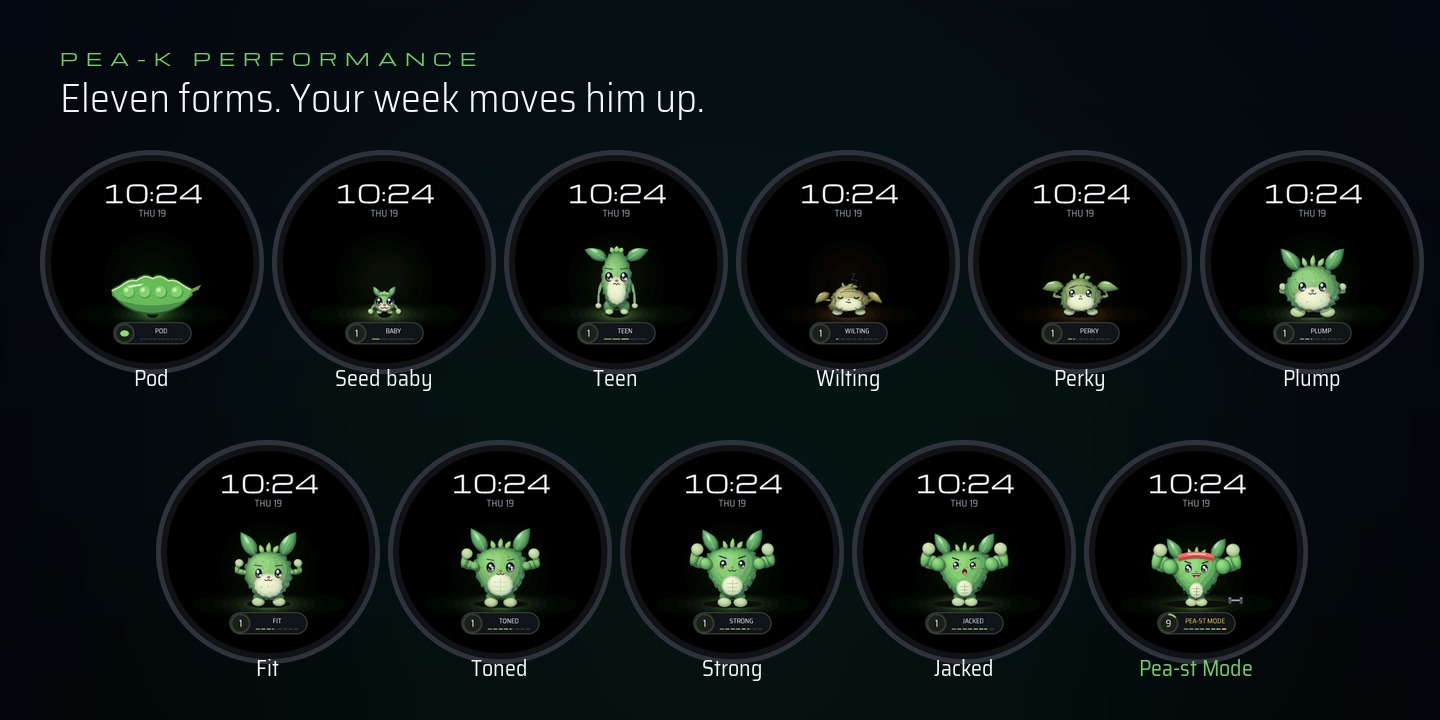 PEA-K PERFORMANCE
Eleven forms. Your week moves him up.
10:24
THU 19
POD
Pod
10:24
THU 19
1 BABY
Seed baby
10:24
THU 19
1 TEEN
Teen
10:24
THU 19
Z
1 WILTING
Wilting
10:24
THU 19
1 PERKY
Perky
10:24
THU 19
1 PLUMP
Plump
10:24
THU 19
1 FIT
Fit
10:24
THU 19
1 TONED
Toned
10:24
THU 19
1 STRONG
Strong
10:24
THU 19
1 JACKED
Jacked
10:24
THU 19
9 PEA-ST MODE
Pea-st Mode